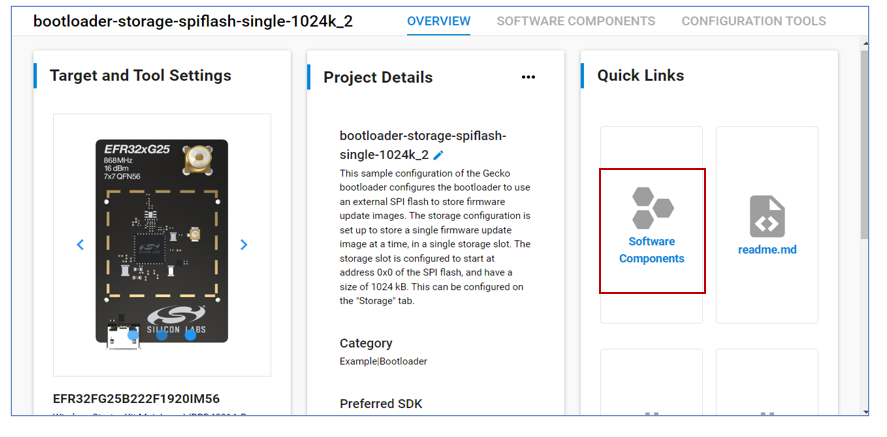 bootloader-storage-spiflash-single-1024k_2
OVERVIEW
SOFTWARE COMPONENTS
CONFIGURATION TOOLS
Target and Tool Settings
EFR32xG25
868MHz
16 dBm
7x7 QFN56
SILICON LABS
EFR32FG25B222F1920IM56
Project Details
bootloader-storage-spiflash-
single-1024k_2
This sample configuration of the Gecko
bootloader configures the bootloader to use
an external SPI flash to store firmware
update images. The storage configuration is
set up to store a single firmware update
image at a time, in a single storage slot. The
storage slot is configured to start at
address 0x0 of the SPI flash, and have a
size of 1024 kB. This can be configured on
the "Storage" tab.
Category
Example|Bootloader
Preferred SDK
Quick Links
Software
Components
readme.md